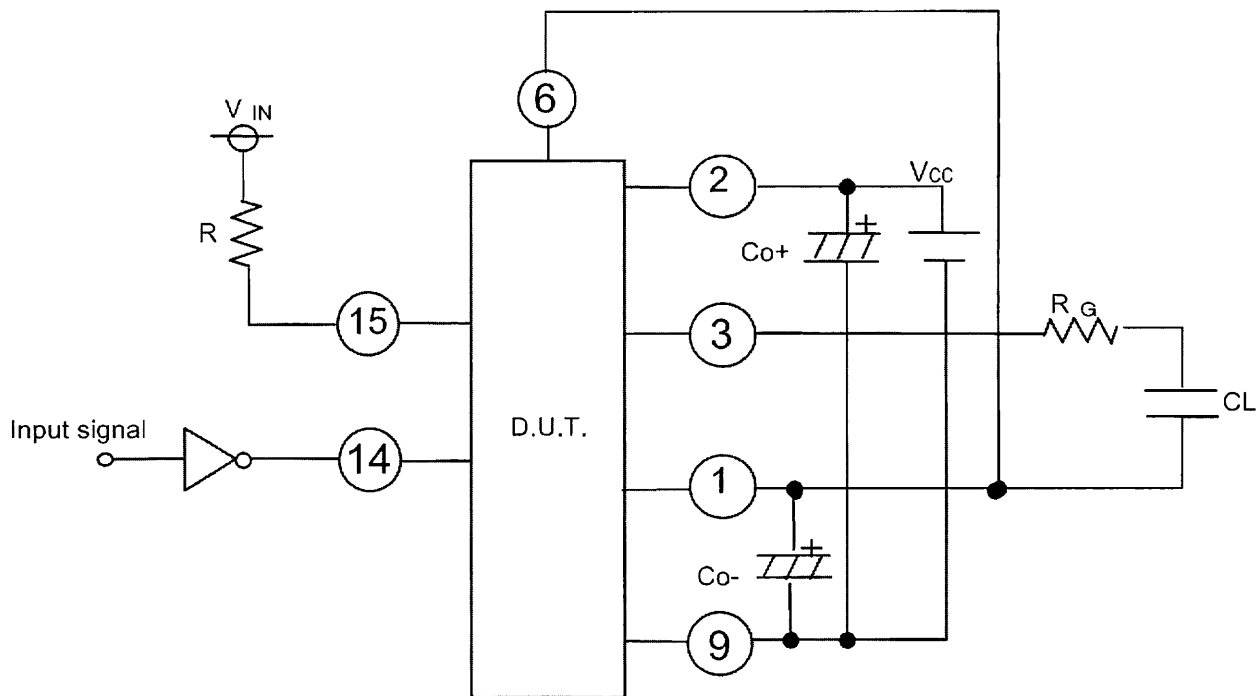 6
V IN
2
VCC
+
Co+
R
15
3
R G
CL
D.U.T.
Input signal
14
1
+
Co-
9